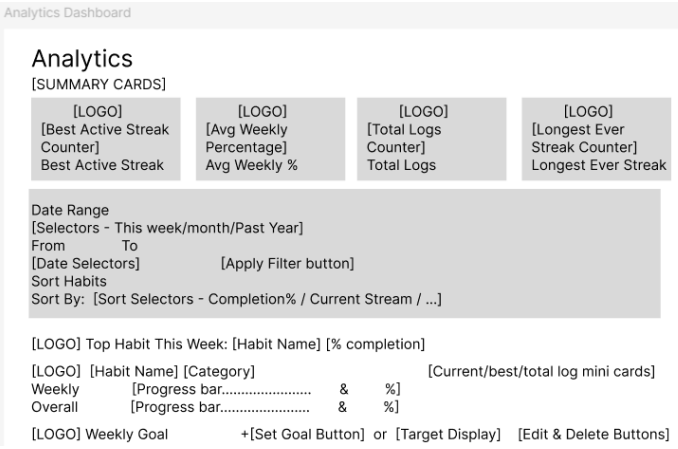 Analytics Dashboard
Analytics
[SUMMARY CARDS]
[LOGO]
[Best Active Streak
Counter]
Best Active Streak
[LOGO]
[Avg Weekly
Percentage]
Avg Weekly %
[LOGO]
[Total Logs
Counter]
Total Logs
[LOGO]
[Longest Ever
Streak Counter]
Longest Ever Streak
Date Range
[Selectors - This week/month/Past Year]
From To
[Date Selectors] [Apply Filter button]
Sort Habits
Sort By: [Sort Selectors - Completion% / Current Stream / ...]
[LOGO] Top Habit This Week: [Habit Name] [% completion]
[LOGO] [Habit Name] [Category] [Current/best/total log mini cards]
Weekly [Progress bar....................... & %]
Overall [Progress bar....................... & %]
[LOGO] Weekly Goal +[Set Goal Button] or [Target Display] [Edit & Delete Buttons]